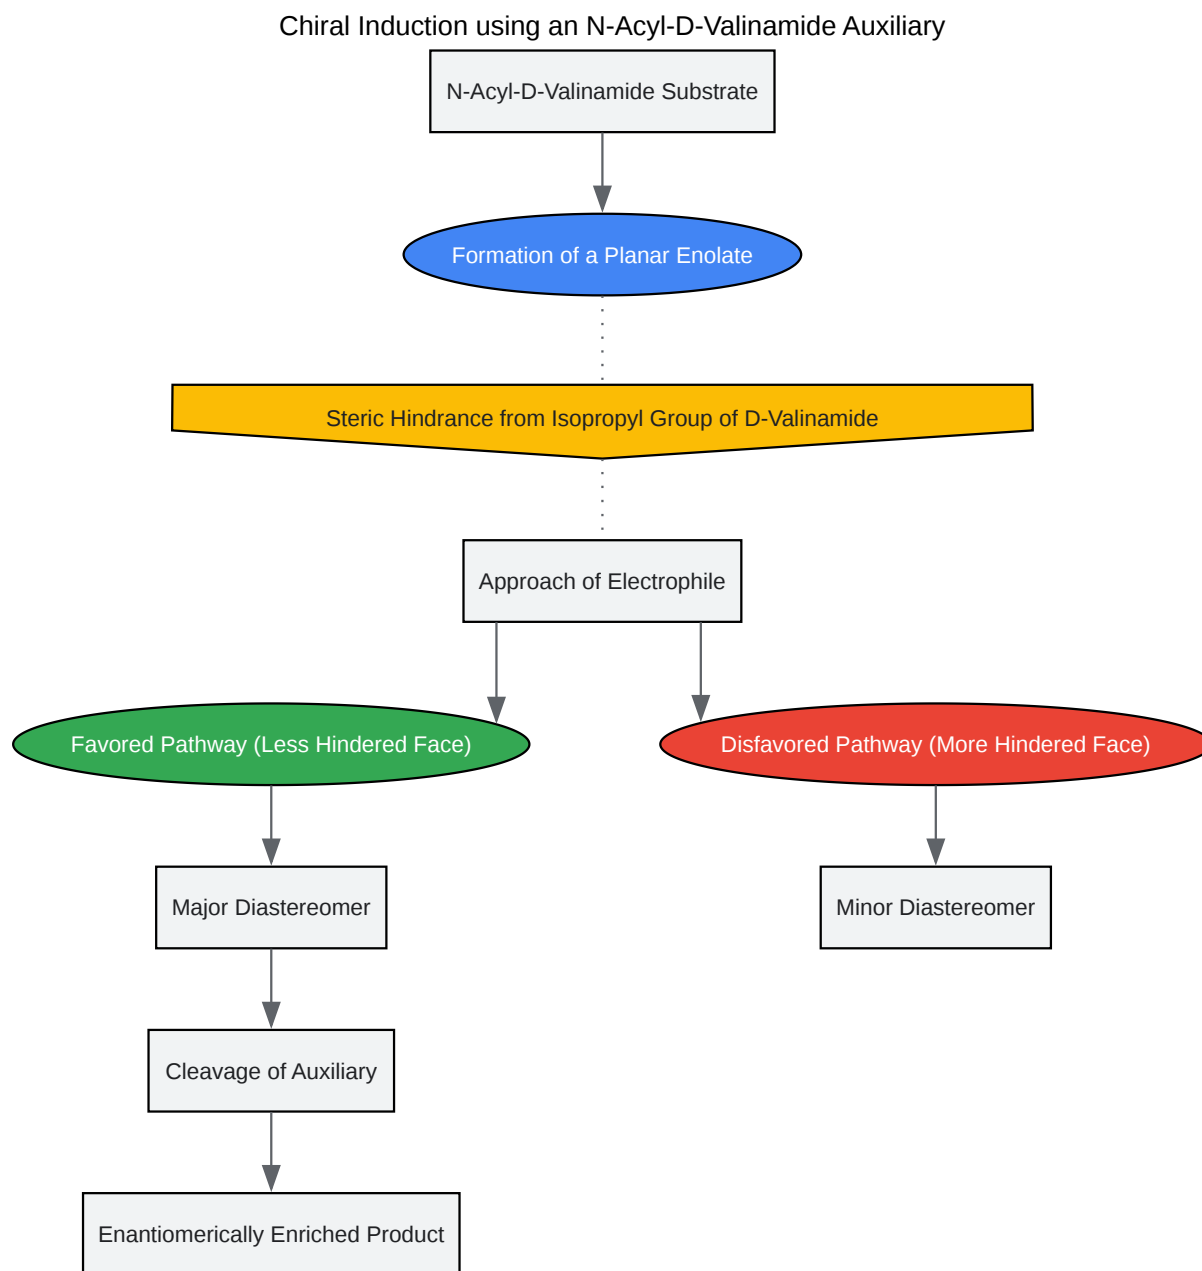 Chiral Induction using an N-Acyl-D-Valinamide Auxiliary
N-Acyl-D-Valinamide Substrate
Formation of a Planar Enolate
Steric Hindrance from Isopropyl Group of D-Valinamide
Approach of Electrophile
Favored Pathway (Less Hindered Face)
Disfavored Pathway (More Hindered Face)
Major Diastereomer
Minor Diastereomer
Cleavage of Auxiliary
Enantiomerically Enriched Product